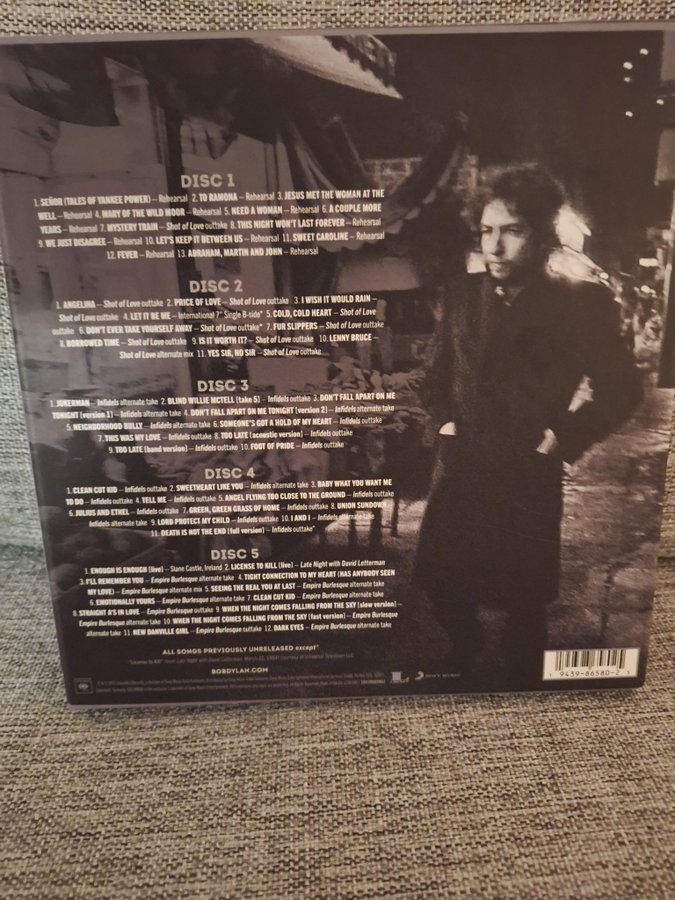 DISC 1
1. SEÑOR (TALES OF YANKEE POWER) – Rehearsal 2. TO RAMONA – Rehearsal 3. JESUS MET THE WOMAN AT THE
WELL – Rehearsal 4. MARY OF THE WILD MOOR – Rehearsal 5. NEED A WOMAN – Rehearsal 6. A COUPLE MORE
YEARS – Rehearsal 7. MYSTERY TRAIN – Shot of Love outtake 8. THIS NIGHT WON'T LAST FOREVER – Rehearsal
9. WE JUST DISAGREE – Rehearsal 10. LET'S KEEP IT BETWEEN US – Rehearsal 11. SWEET CAROLINE – Rehearsal
12. FEVER – Rehearsal 13. ABRAHAM, MARTIN AND JOHN – Rehearsal
DISC 2
1. ANGELINA – Shot of Love outtake 2. PRICE OF LOVE – Shot of Love outtake 3. I WISH IT WOULD RAIN –
Shot of Love outtake 4. LET IT BE ME – International 7" Single B-side* 5. COLD, COLD HEART – Shot of Love
outtake 6. DON'T EVER TAKE YOURSELF AWAY – Shot of Love outtake* 7. FUR SLIPPERS – Shot of Love outtake
8. BORROWED TIME – Shot of Love outtake 9. IS IT WORTH IT? – Shot of Love outtake 10. LENNY BRUCE –
Shot of Love alternate mix 11. YES SIR, NO SIR – Shot of Love outtake
DISC 3
1. JOKERMAN – Infidels alternate take 2. BLIND WILLIE McTELL (take 5) – Infidels outtake 3. DON'T FALL APART ON ME
TONIGHT (version 1) – Infidels alternate take 4. DON'T FALL APART ON ME TONIGHT (version 2) – Infidels alternate take
5. NEIGHBORHOOD BULLY – Infidels alternate take 6. SOMEONE'S GOT A HOLD OF MY HEART – Infidels outtake
7. THIS WAS MY LOVE – Infidels outtake 8. TOO LATE (acoustic version) – Infidels outtake
9. TOO LATE (band version) – Infidels outtake 10. FOOT OF PRIDE – Infidels outtake
DISC 4
1. CLEAN CUT KID – Infidels outtake 2. SWEETHEART LIKE YOU – Infidels alternate take 3. BABY WHAT YOU WANT ME
TO DO – Infidels outtake 4. TELL ME – Infidels outtake 5. ANGEL FLYING TOO CLOSE TO THE GROUND – Infidels outtake
6. JULIUS AND ETHEL – Infidels outtake 7. GREEN, GREEN GRASS OF HOME – Infidels outtake 8. UNION SUNDOWN –
Infidels alternate take 9. LORD PROTECT MY CHILD – Infidels outtake 10. I AND I – Infidels alternate take
11. DEATH IS NOT THE END (full version) – Infidels outtake*
DISC 5
1. ENOUGH IS ENOUGH (live) – Slane Castle, Ireland 2. LICENSE TO KILL (live) – Late Night with David Letterman
3. I'LL REMEMBER YOU – Empire Burlesque alternate take 4. TIGHT CONNECTION TO MY HEART (HAS ANYBODY SEEN
MY LOVE) – Empire Burlesque alternate mix 5. SEEING THE REAL YOU AT LAST – Empire Burlesque alternate take
6. EMOTIONALLY YOURS – Empire Burlesque alternate take 7. CLEAN CUT KID – Empire Burlesque alternate take
8. STRAIGHT A'S IN LOVE – Empire Burlesque outtake 9. WHEN THE NIGHT COMES FALLING FROM THE SKY (slow version) –
Empire Burlesque alternate take 10. WHEN THE NIGHT COMES FALLING FROM THE SKY (fast version) – Empire Burlesque
alternate take 11. NEW DANVILLE GIRL – Empire Burlesque outtake 12. DARK EYES – Empire Burlesque alternate take
ALL SONGS PREVIOUSLY UNRELEASED except*
BOBDYLAN.COM
1 9439-86580-2 5